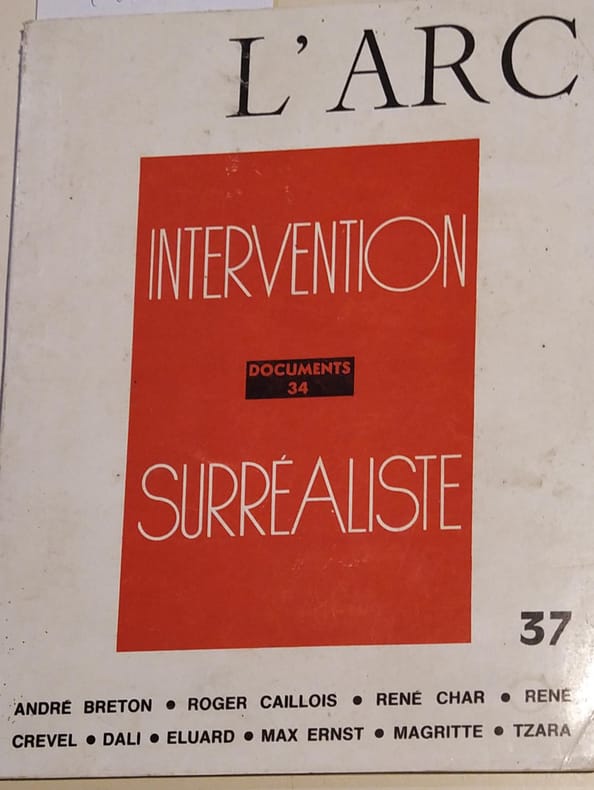 L'ARC
INTERVENTION
DOCUMENTS
34
SURRÉALISTE
37
ANDRÉ BRETON • ROGER CAILLOIS • RENÉ CHAR • RENÉ
CREVEL • DALI • ELUARD • MAX ERNST • MAGRITTE • TZARA